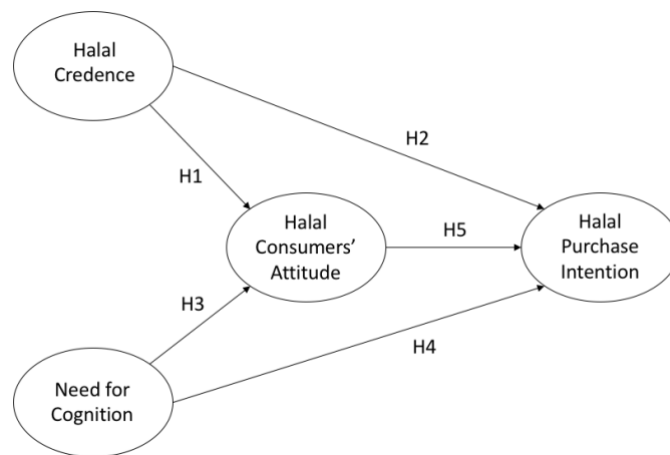 Halal
Credence
H2
H1
Halal
Consumers'
Attitude
H5
Halal
Purchase
Intention
H3
H4
Need for
Cognition